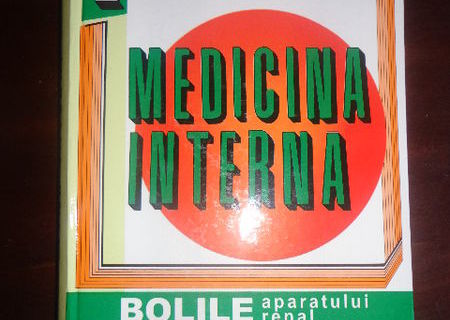 MEDICINA
INTERNA
BOLILE aparatului
renal